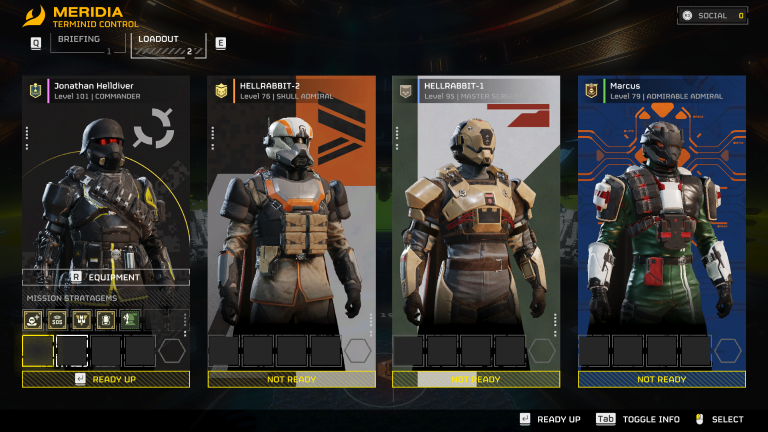 MERIDIA
TERMINID CONTROL
SOCIAL 0
Q
BRIEFING
1
LOADOUT
2
E
Jonathan Helldiver
Level 101 | COMMANDER
HELLRABBIT-2
Level 76 | SKULL ADMIRAL
HELLRABBIT-1
Level 95 | MASTER
Marcus
Level 79 | ADMIRABLE ADMIRAL
R EQUIPMENT
MISSION STRATAGEMS
SOS
READY UP
NOT READY
NOT READY
NOT READY
READY UP
Tab TOGGLE INFO
SELECT